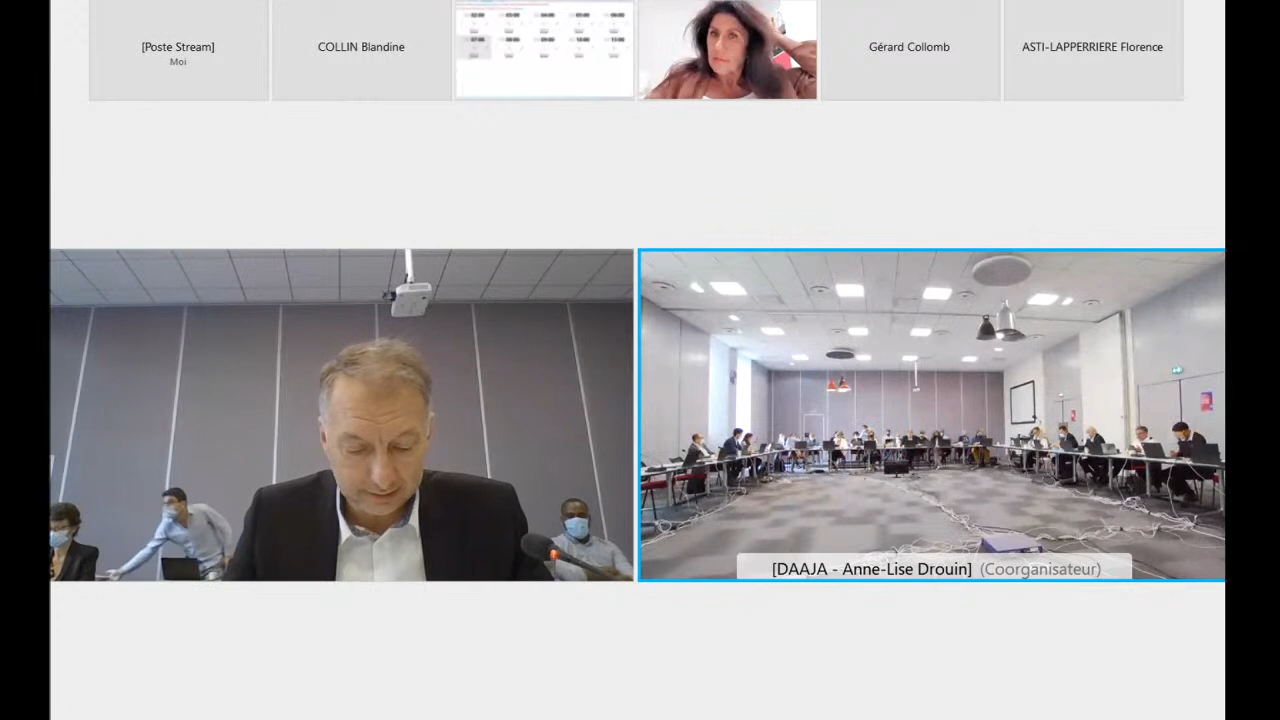 [Poste Stream]
Moi
COLLIN Blandine
Gérard Collomb
ASTI-LAPPERRIERE Florence
[DAAJA - Anne-Lise Drouin] (Coorganisateur)